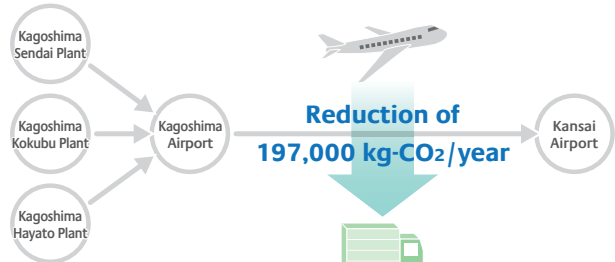 Kagoshima
Sendai Plant
Kagoshima
Kokubu Plant
Kagoshima
Hayato Plant
Kagoshima
Airport
Reduction of
197,000 kg-CO2/year
Kansai
Airport